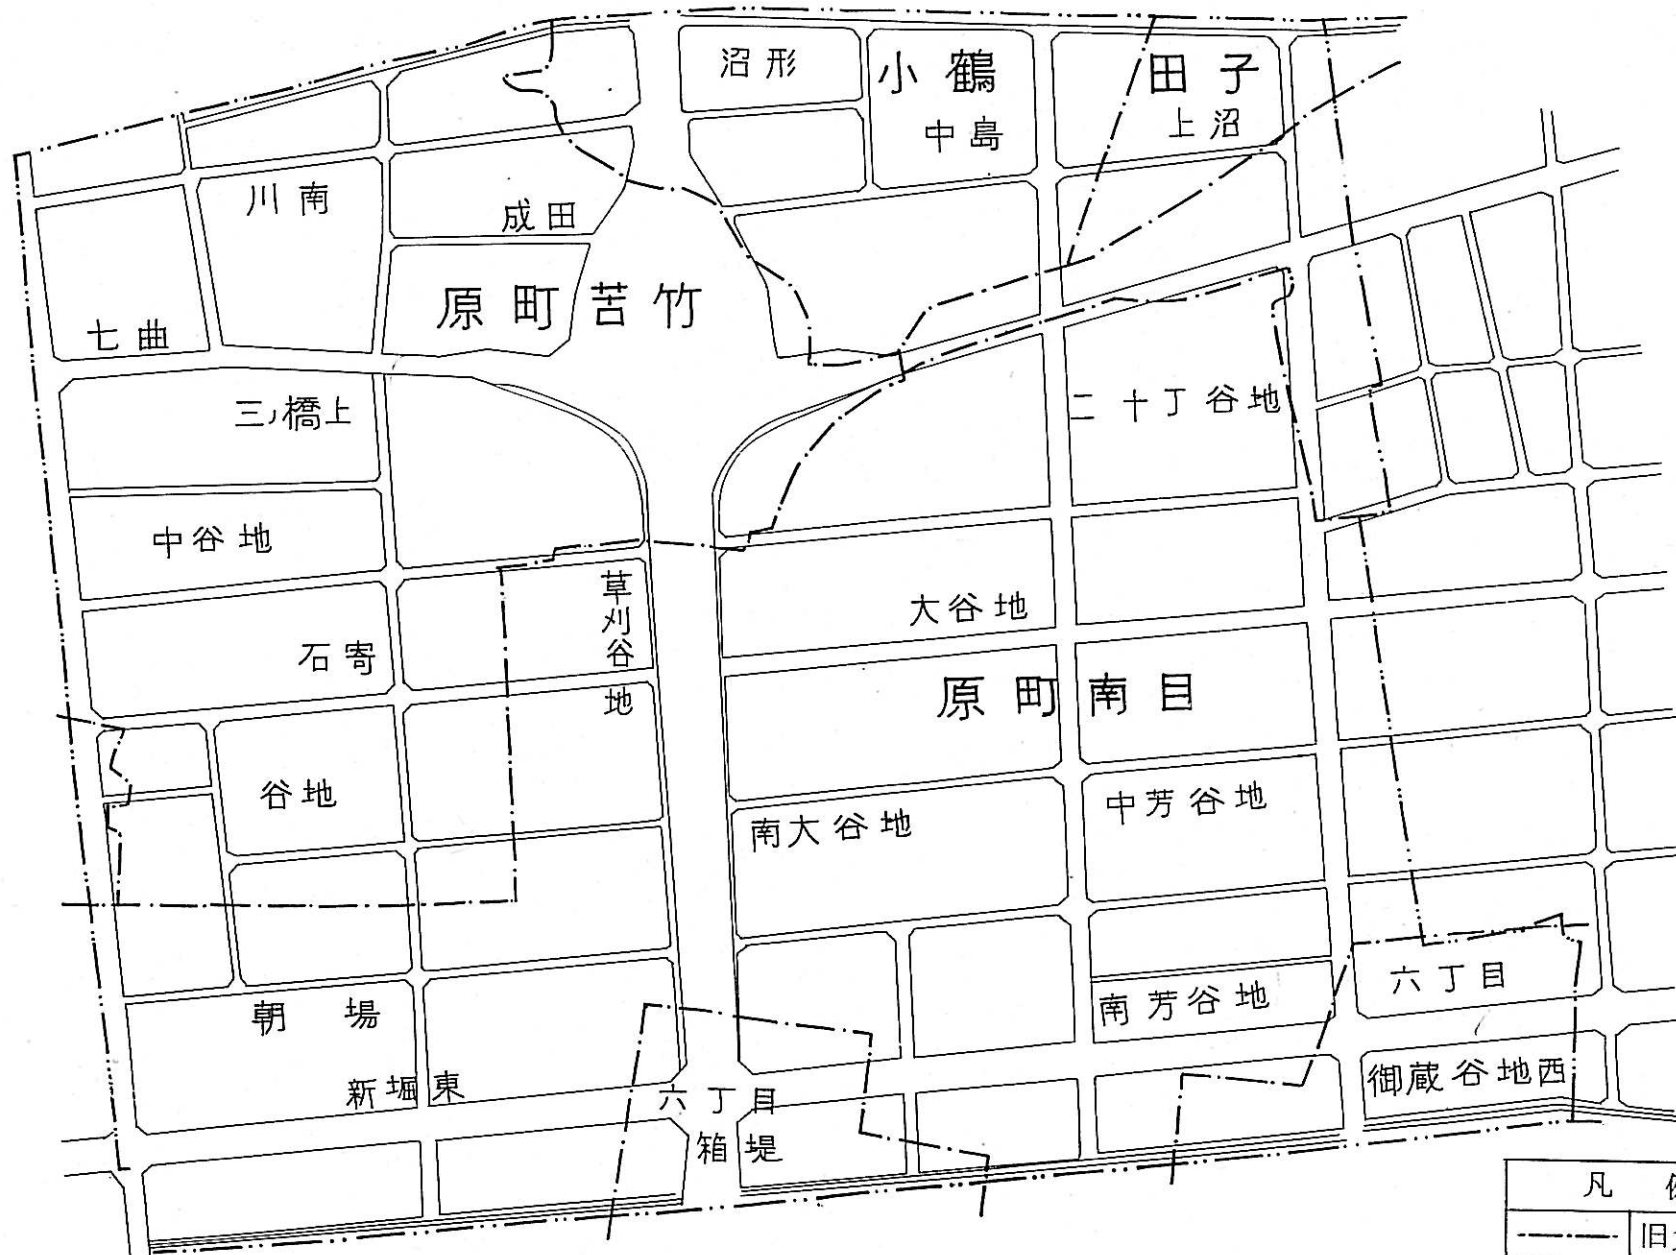 沼形
小鶴
中島
田子
上沼
川南
成田
原町苦竹
七曲
三ノ橋上
二十丁谷地
中谷地
草刈谷地
大谷地
石寄
原町南目
谷地
南大谷地
中芳谷地
六丁目
南芳谷地
朝場
新堀東
六丁目
箱堤
御蔵谷地西
凡
旧